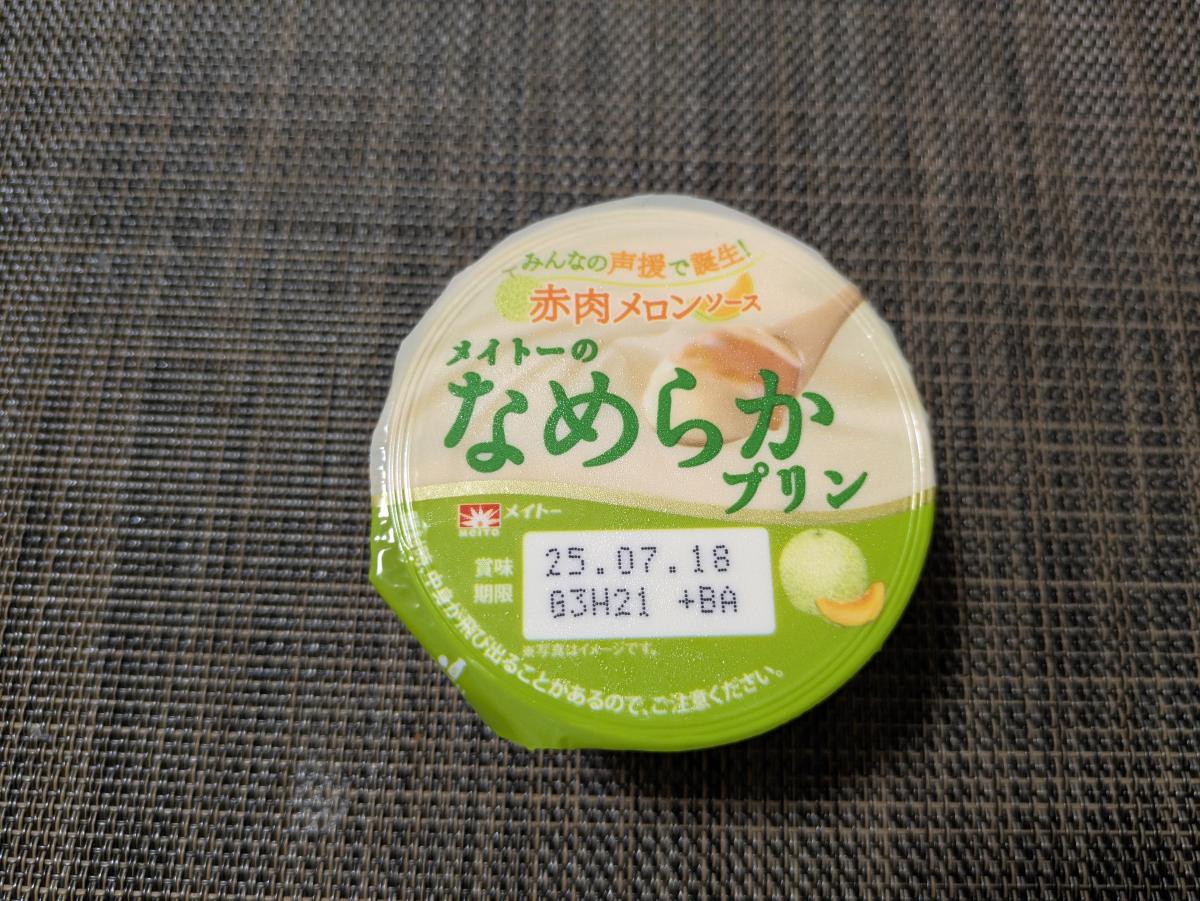 みんなの声援で誕生!
赤肉メロンソース
メイトーの
なめらか
プリン
メイトー
MEITO
賞味
期限
25.07.18
03H21 +BA
※写真はイメージです。
中身が飛び出ることがあるので、ご注意ください。